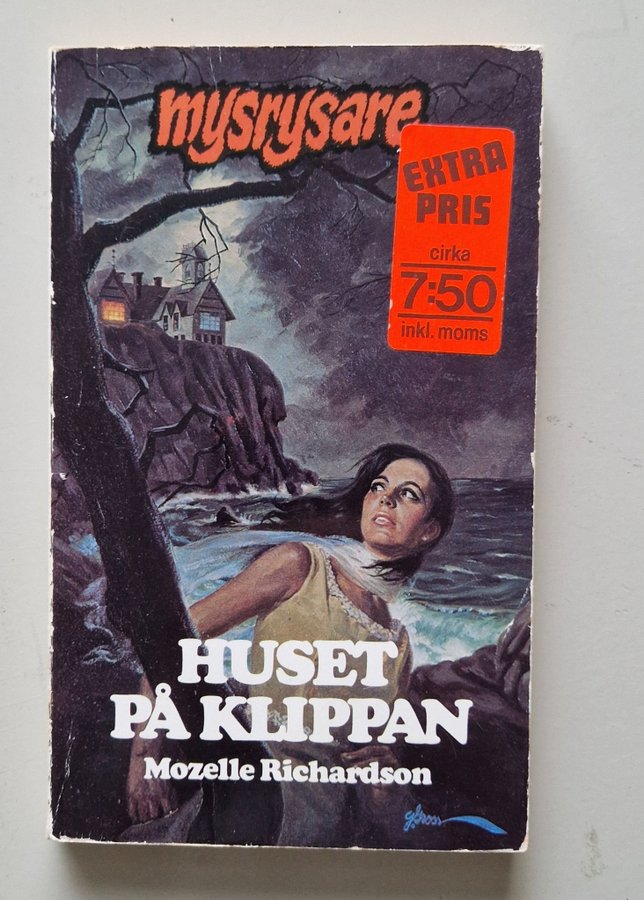 mysrysare
EXTRA
PRIS
cirka
7:50
inkl. moms
HUSET
PÅ KLIPPAN
Mozelle Richardson